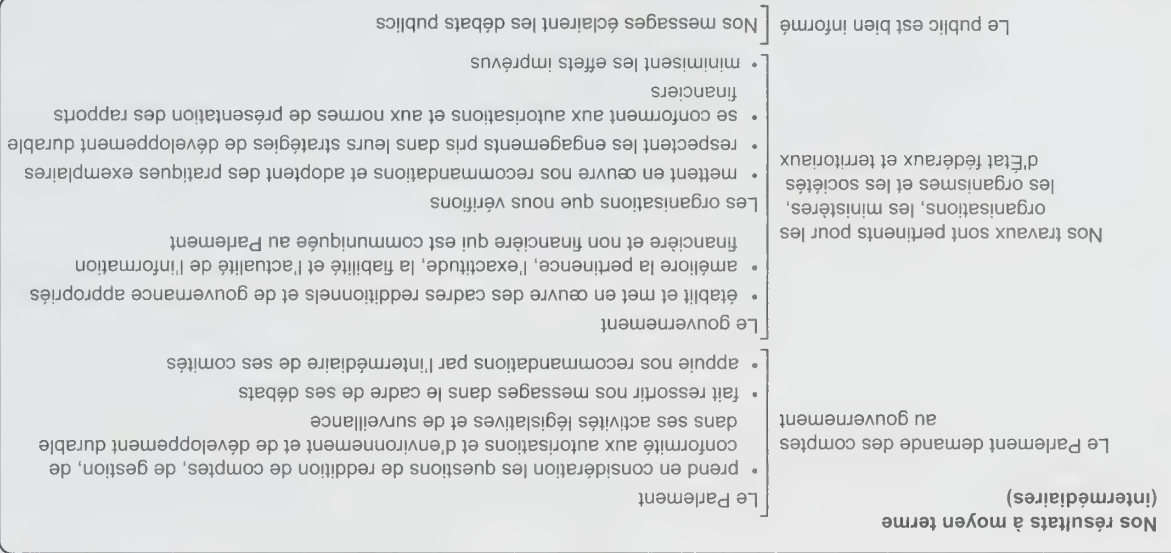 Nos résultats à moyen terme
(intermédiaires)
Le Parlement demande des comptes
au gouvernement
Le Parlement
• prend en considération les questions de reddition de comptes, de gestion, de
conformité aux autorisations et d'environnement et de développement durable
dans ses activités législatives et de surveillance
• fait ressortir nos messages dans le cadre de ses débats
• appuie nos recommandations par l'intermédiaire de ses comités
Le gouvernement
• établit et met en œuvre des cadres redditionnels et de gouvernance appropriés
• améliore la pertinence, l'exactitude, la fiabilité et l'actualité de l'information
financière et non financière qui est communiquée au Parlement
Nos travaux sont pertinents pour les
organisations, les ministères,
les organismes et les sociétés
d'État fédéraux et territoriaux
Les organisations que nous vérifions
• mettent en œuvre nos recommandations et adoptent des pratiques exemplaires
• respectent les engagements pris dans leurs stratégies de développement durable
• se conforment aux autorisations et aux normes de présentation des rapports
financiers
• minimisent les effets imprévus
Le public est bien informé
Nos messages éclairent les débats publics